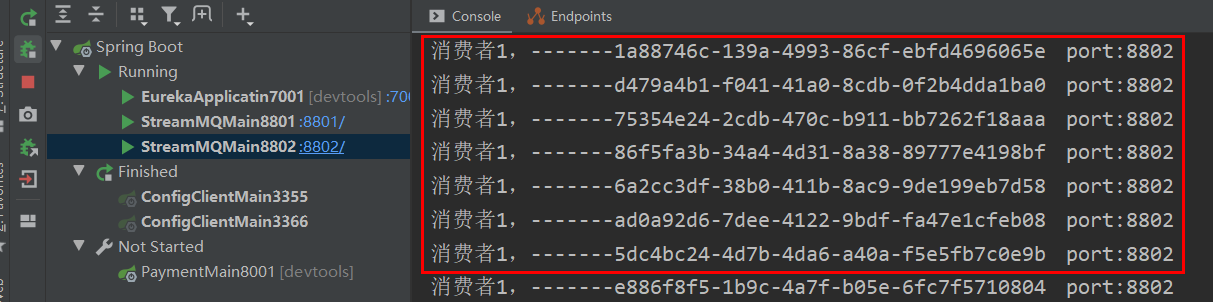 Console
Endpoints
Spring Boot
Running
EurekaApplicatin7001 [devtools] :700
StreamMQMain8801 :8801/
StreamMQMain8802 :8802/
Finished
ConfigClientMain3355
ConfigClientMain3366
Not Started
PaymentMain8001 [devtools]
消费者1, -------1a88746c-139a-4993-86cf-ebfd4696065e port:8802
消费者1, -------d479a4b1-f041-41a0-8cdb-0f2b4dda1ba0 port:8802
消费者1, -------75354e24-2cdb-470c-b911-bb7262f18aaa port:8802
消费者1, -------86f5fa3b-34a4-4d31-8a38-89777e4198bf port:8802
消费者1, -------6a2cc3df-38b0-411b-8ac9-9de199eb7d58 port:8802
消费者1, -------ad0a92d6-7dee-4122-9bdf-fa47e1cfeb08 port:8802
消费者1, -------5dc4bc24-4d7b-4da6-a40a-f5e5fb7c0e9b port:8802
消费者1, -------e886f8f5-1b9c-4a7f-b05e-6fc7f5710804 port:8802